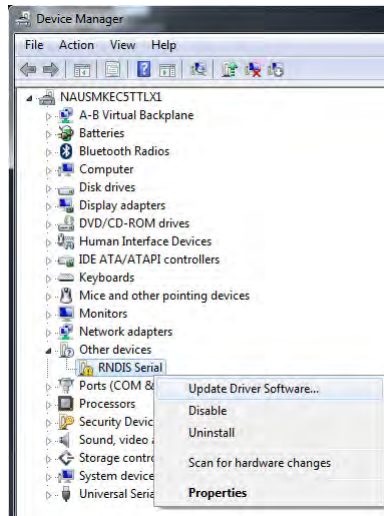 Device Manager
File Action View Help
NAUSMKEC5TTLX1
A-B Virtual Backplane
Batteries
Bluetooth Radios
Computer
Disk drives
Display adapters
DVD/CD-ROM drives
Human Interface Devices
IDE ATA/ATAPI controllers
Keyboards
Mice and other pointing devices
Monitors
Network adapters
Other devices
RNDIS Serial
Ports (COM &
Update Driver Software...
Processors
Disable
Security Devic
Uninstall
Sound, video
Storage contro
Scan for hardware changes
System device
Universal Seria
Properties